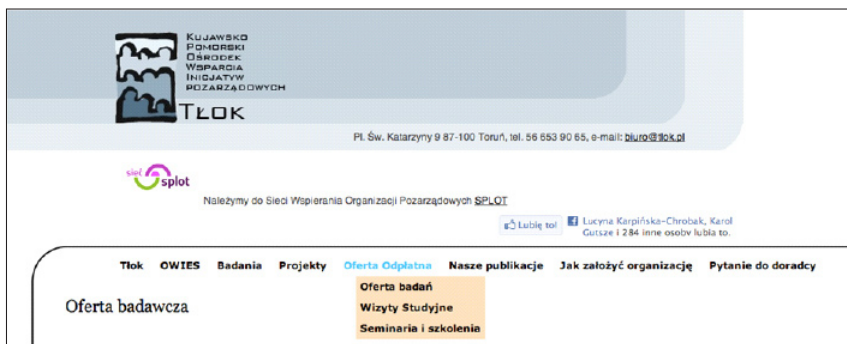 KUJAWSKO
POMORSKI
OŚRODEK
WSPARCIA
INICJATYW
POZARZĄDOWYCH
TŁOK
Pl. Św. Katarzyny 9 87-100 Toruń, tel. 56 653 90 65, e-mail: biuro@tlok.pl
sieć
splot
Należymy do Sieci Wspierania Organizacji Pozarządowych SPLOT
Lubię to!
Lucyna Karpińska-Chrobak, Karol
Gutsze i 284 inne osoby lubią to.
Tłok OWIES Badania Projekty Oferta Odpłatna Nasze publikacje Jak założyć organizację Pytanie do doradcy
Oferta badań
Oferta badawcza
Wizyty Studyjne
Seminaria i szkolenia